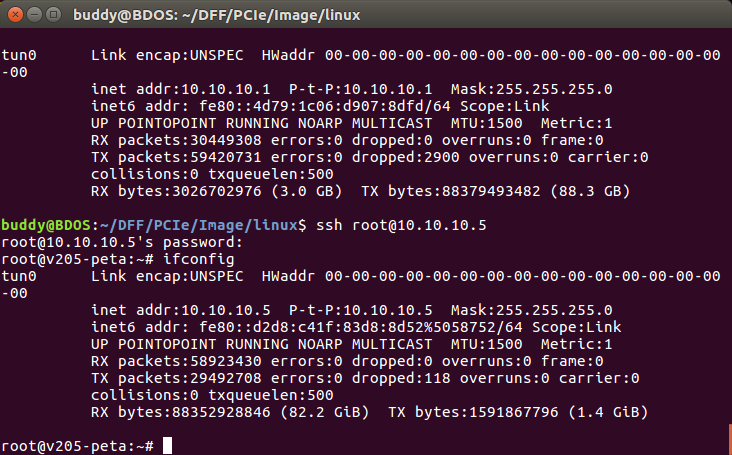 buddy@BDOS: ~/DFF/PCIe/Image/linux
tun0      Link encap:UNSPEC  HWaddr 00-00-00-00-00-00-00-00-00-00-00-00-00-00-00
-00
          inet addr:10.10.10.1  P-t-P:10.10.10.1  Mask:255.255.255.0
          inet6 addr: fe80::4d79:1c06:d907:8dfd/64 Scope:Link
          UP POINTOPOINT RUNNING NOARP MULTICAST  MTU:1500  Metric:1
          RX packets:30449308 errors:0 dropped:0 overruns:0 frame:0
          TX packets:59420731 errors:0 dropped:2900 overruns:0 carrier:0
          collisions:0 txqueuelen:500
          RX bytes:3026702976 (3.0 GB)  TX bytes:88379493482 (88.3 GB)
buddy@BDOS:~/DFF/PCIe/Image/linux$ ssh root@10.10.10.5
root@10.10.10.5's password:
root@v205-peta:~# ifconfig
tun0      Link encap:UNSPEC  HWaddr 00-00-00-00-00-00-00-00-00-00-00-00-00-00-00
-00
          inet addr:10.10.10.5  P-t-P:10.10.10.5  Mask:255.255.255.0
          inet6 addr: fe80::d2d8:c41f:83d8:8d52%5058752/64 Scope:Link
          UP POINTOPOINT RUNNING NOARP MULTICAST  MTU:1500  Metric:1
          RX packets:58923430 errors:0 dropped:0 overruns:0 frame:0
          TX packets:29492708 errors:0 dropped:118 overruns:0 carrier:0
          collisions:0 txqueuelen:500
          RX bytes:88352928846 (82.2 GiB)  TX bytes:1591867796 (1.4 GiB)
root@v205-peta:~#